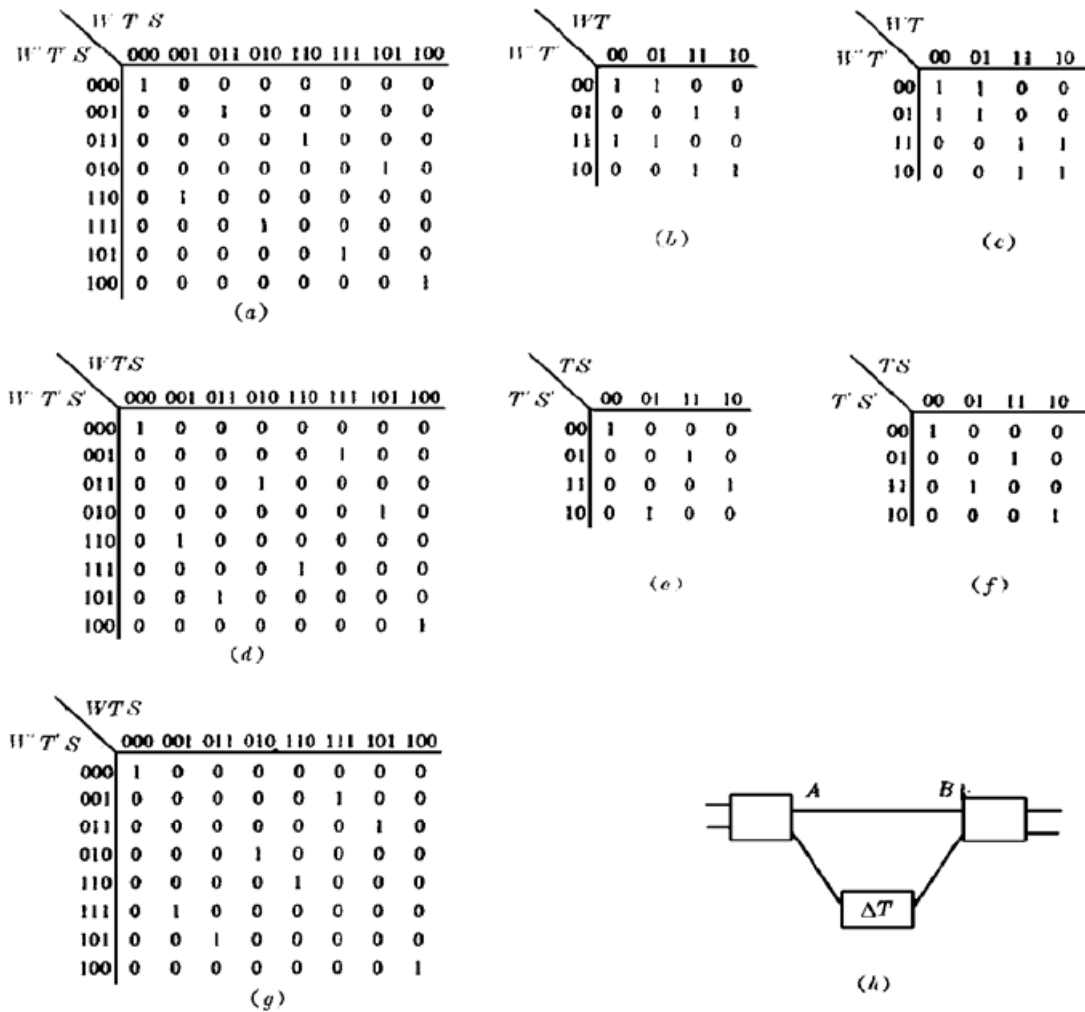 W T S
W' T' S' 000 001 011 010 110 111 101 100
000 1 0 0 0 0 0 0 0
001 0 0 1 0 0 0 0 0
011 0 0 0 0 1 0 0 0
010 0 0 0 0 0 0 1 0
110 0 1 0 0 0 0 0 0
111 0 0 0 1 0 0 0 0
101 0 0 0 0 0 1 0 0
100 0 0 0 0 0 0 0 1
(a)
WT
W' T' 00 01 11 10
00 1 1 0 0
01 0 0 1 1
11 1 1 0 0
10 0 0 1 1
(b)
WT
W' T' 00 01 11 10
00 1 1 0 0
01 1 1 0 0
11 0 0 1 1
10 0 0 1 1
(c)
WTS
W' T' S' 000 001 011 010 110 111 101 100
000 1 0 0 0 0 0 0 0
001 0 0 0 0 0 1 0 0
011 0 0 0 1 0 0 0 0
010 0 0 0 0 0 0 1 0
110 0 1 0 0 0 0 0 0
111 0 0 0 0 1 0 0 0
101 0 0 1 0 0 0 0 0
100 0 0 0 0 0 0 0 1
(d)
TS
T' S' 00 01 11 10
00 1 0 0 0
01 0 0 1 0
11 0 0 0 1
10 0 1 0 0
(e)
TS
T' S' 00 01 11 10
00 1 0 0 0
01 0 0 1 0
11 0 1 0 0
10 0 0 0 1
(f)
WTS
W' T' S 000 001 011 010 110 111 101 100
000 1 0 0 0 0 0 0 0
001 0 0 0 0 0 1 0 0
011 0 0 0 0 0 0 1 0
010 0 0 0 1 0 0 0 0
110 0 0 0 0 1 0 0 0
111 0 1 0 0 0 0 0 0
101 0 0 1 0 0 0 0 0
100 0 0 0 0 0 0 0 1
(g)
A B
ΔT
(h)